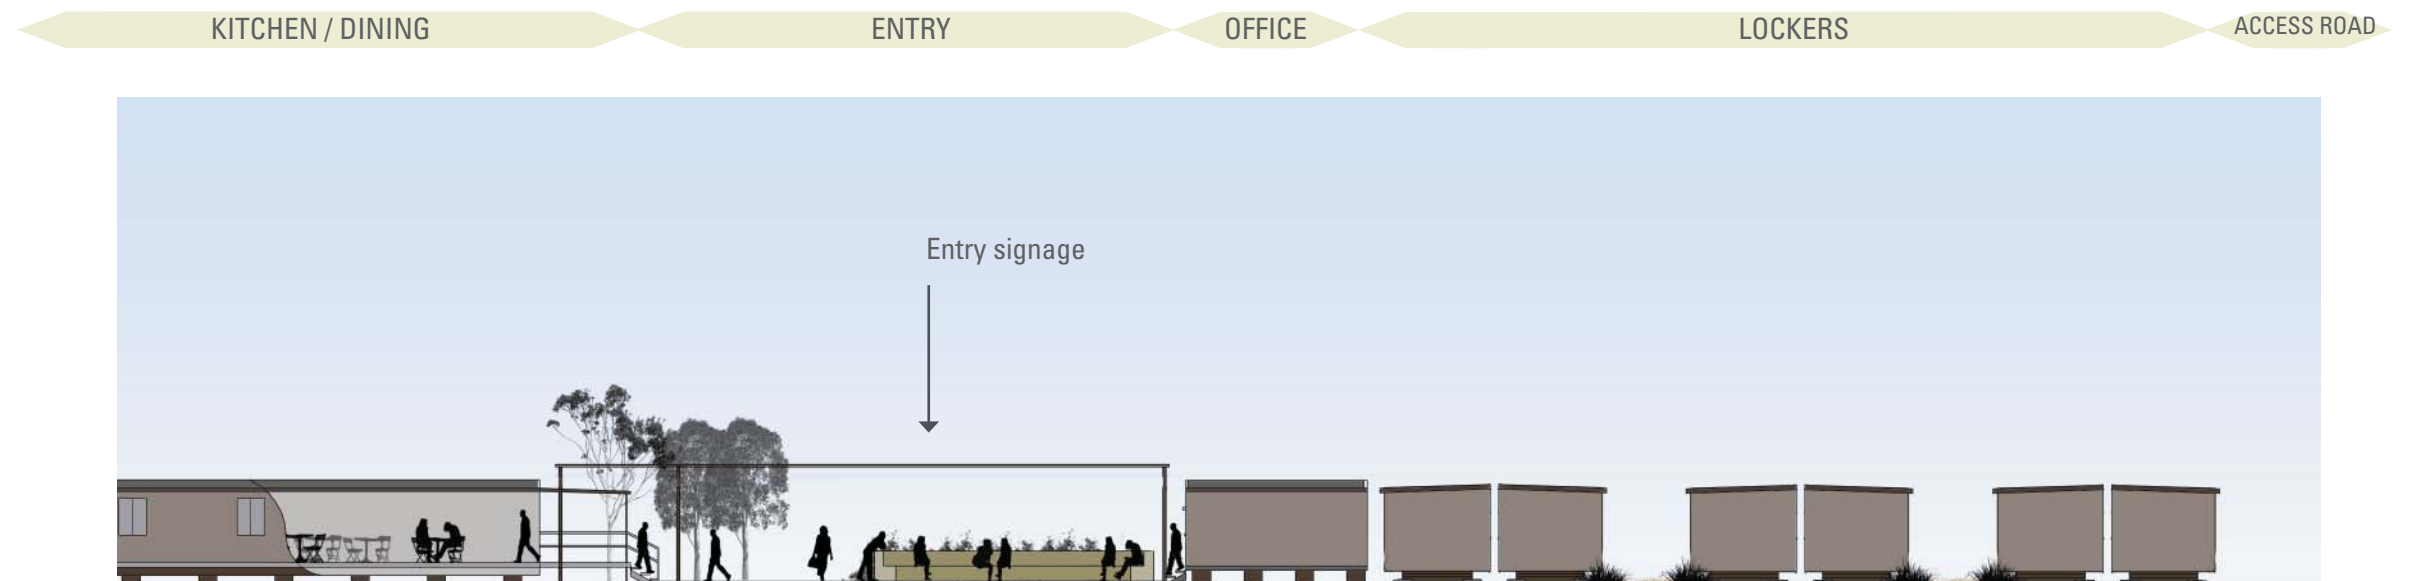 KITCHEN / DINING
ENTRY
OFFICE
LOCKERS
ACCESS ROAD
Entry signage